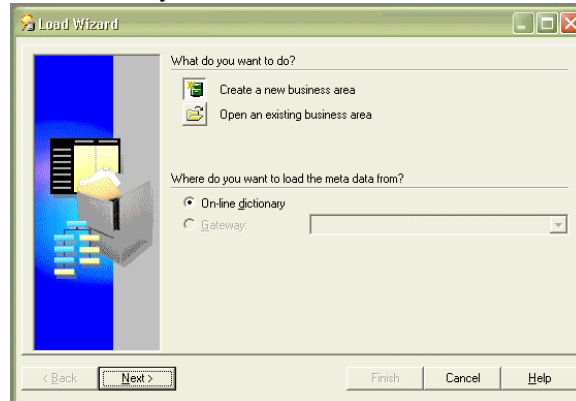 Load Wizard
What do you want to do?
Create a new business area
Open an existing business area
Where do you want to load the meta data from?
On-line dictionary
Gateway:
< Back Next > Finish Cancel Help